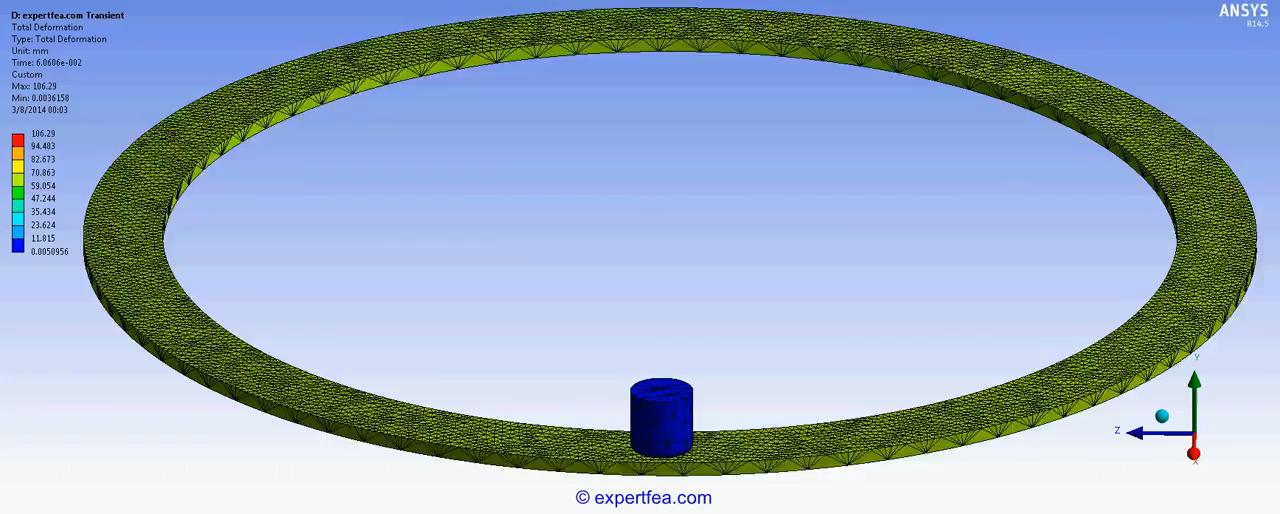 D: expertfea.com Transient
Total Deformation
Type: Total Deformation
Unit: mm
Time: 6.0606e-002
Custom
Max: 106.29
Min: 0.0036158
3/8/2014 00:03
106.29
94.483
82.673
70.863
59.054
47.244
35.434
23.624
11.815
0.0050956
ANSYS
R14.5
Y
Z
X
© expertfea.com